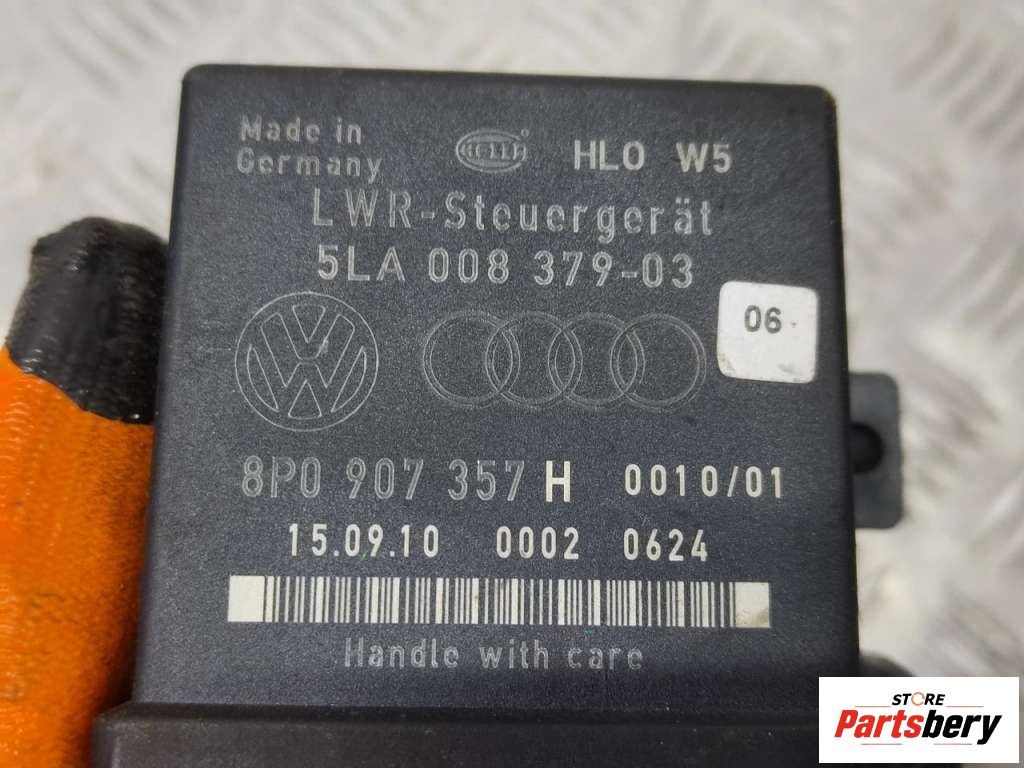 Made in
Germany
HELLA ® HLO W5
LWR-Steuergerät
5LA 008 379-03
06
8P0 907 357 H 0010/01
15.09.10 0002 0624
Handle with care
STORE
Partsbery